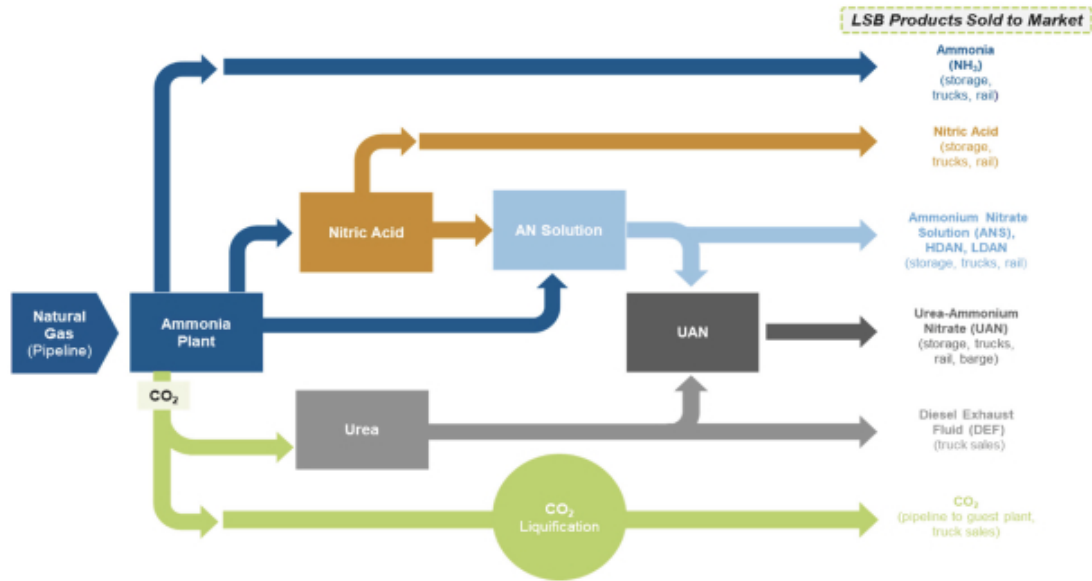 LSB Products Sold to Market
Ammonia
(NH₃)
(storage,
trucks, rail)
Nitric Acid
(storage,
trucks, rail)
Nitric Acid
AN Solution
Ammonium Nitrate
Solution (ANS),
HDAN, LDAN
(storage, trucks, rail)
Natural
Gas
(Pipeline)
Ammonia
Plant
UAN
Urea-Ammonium
Nitrate (UAN)
(storage, trucks,
rail, barge)
CO₂
Urea
Diesel Exhaust
Fluid (DEF)
(truck sales)
CO₂
Liquification
CO₂
(pipeline to guest plant,
truck sales)